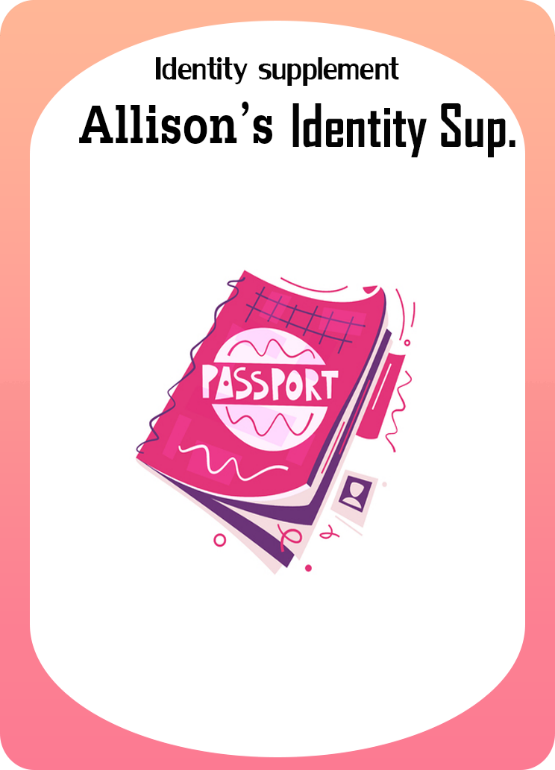 Identity supplement
Allison’s Identity Sup.
PASSPORT